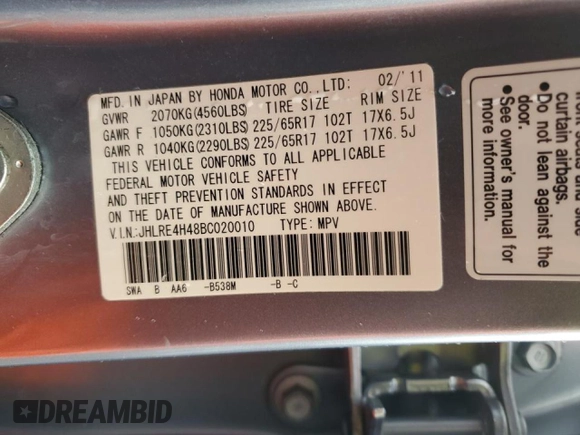 MFD. IN JAPAN BY HONDA MOTOR CO., LTD: 02/'11
GVWR 2070KG(4560LBS) TIRE SIZE RIM SIZE
GAWR F 1050KG(2310LBS) 225/65R17 102T 17X6.5J
GAWR R 1040KG(2290LBS) 225/65R17 102T 17X6.5J
THIS VEHICLE CONFORMS TO ALL APPLICABLE
FEDERAL MOTOR VEHICLE SAFETY
AND THEFT PREVENTION STANDARDS IN EFFECT
ON THE DATE OF MANUFACTURE SHOWN ABOVE.
V.I.N:JHLRE4H48BC020010 TYPE: MPV
SWA B AA6 -B538M -B -C
and side
curtain airbags.
• Do not lean against the
door.
• See owner's manual for
more information.
DREAMBID